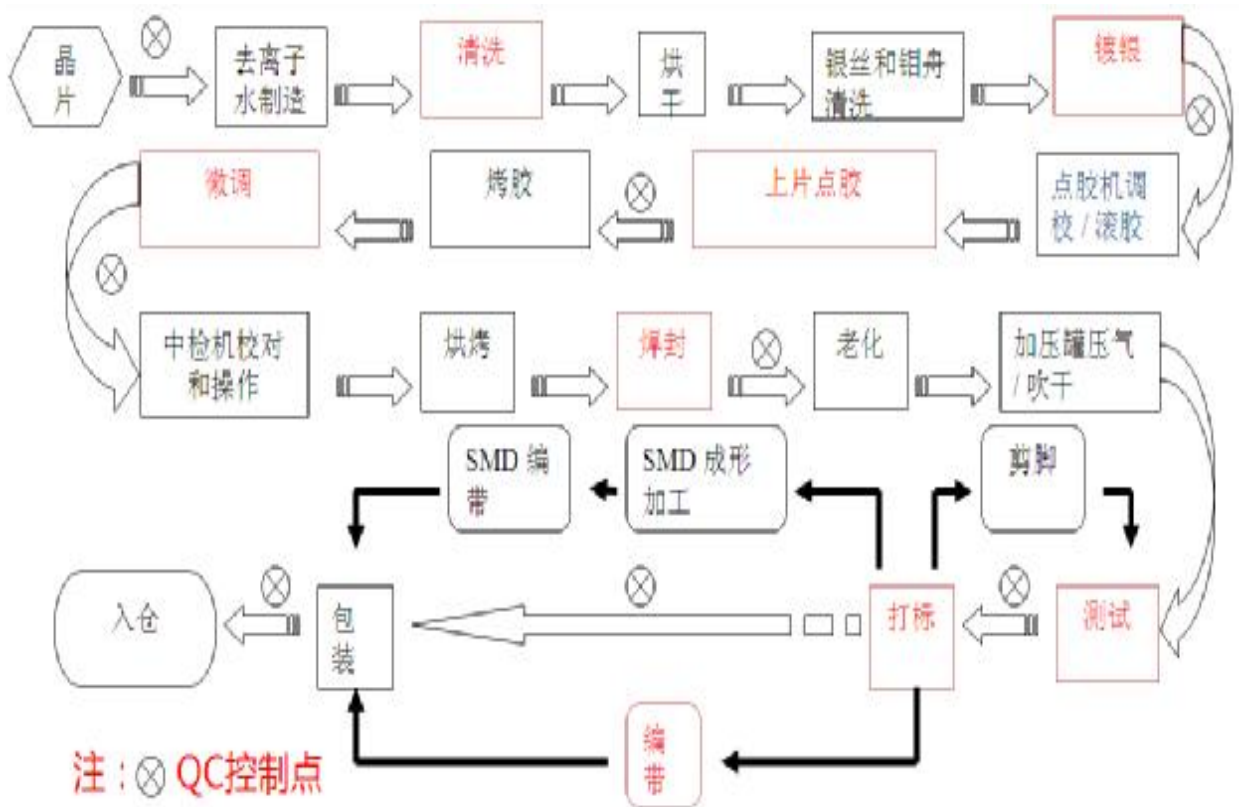 晶
片
去离子
水制造
清洗
烘
干
银丝和钼舟
清洗
镀银
微调
烤胶
上片点胶
点胶机调
校 / 滚胶
中检机校对
和操作
烘烤
焊封
老化
加压罐压气
/ 吹干
SMD 编
带
SMD 成形
加工
剪脚
入仓
包
装
打标
测试
编
带
注：⊗ QC控制点